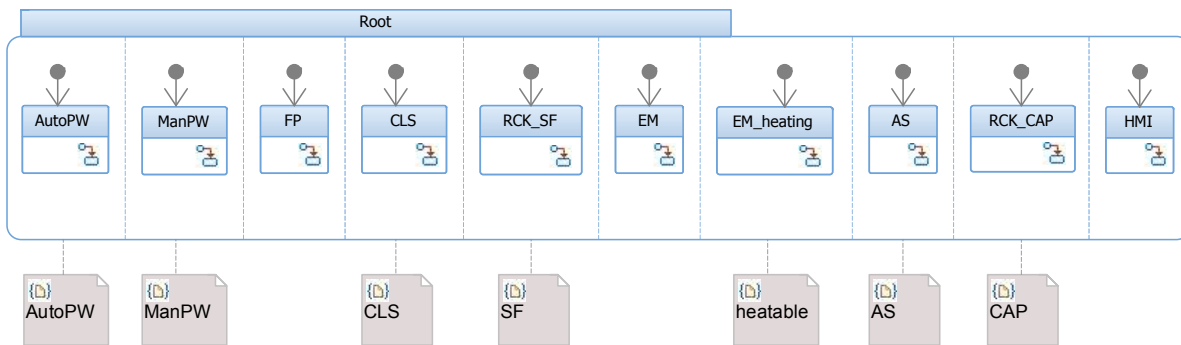 Root
AutoPW
ManPW
FP
CLS
RCK_SF
EM
EM_heating
AS
RCK_CAP
HMI
{} AutoPW
{} ManPW
{} CLS
{} SF
{} heatable
{} AS
{} CAP